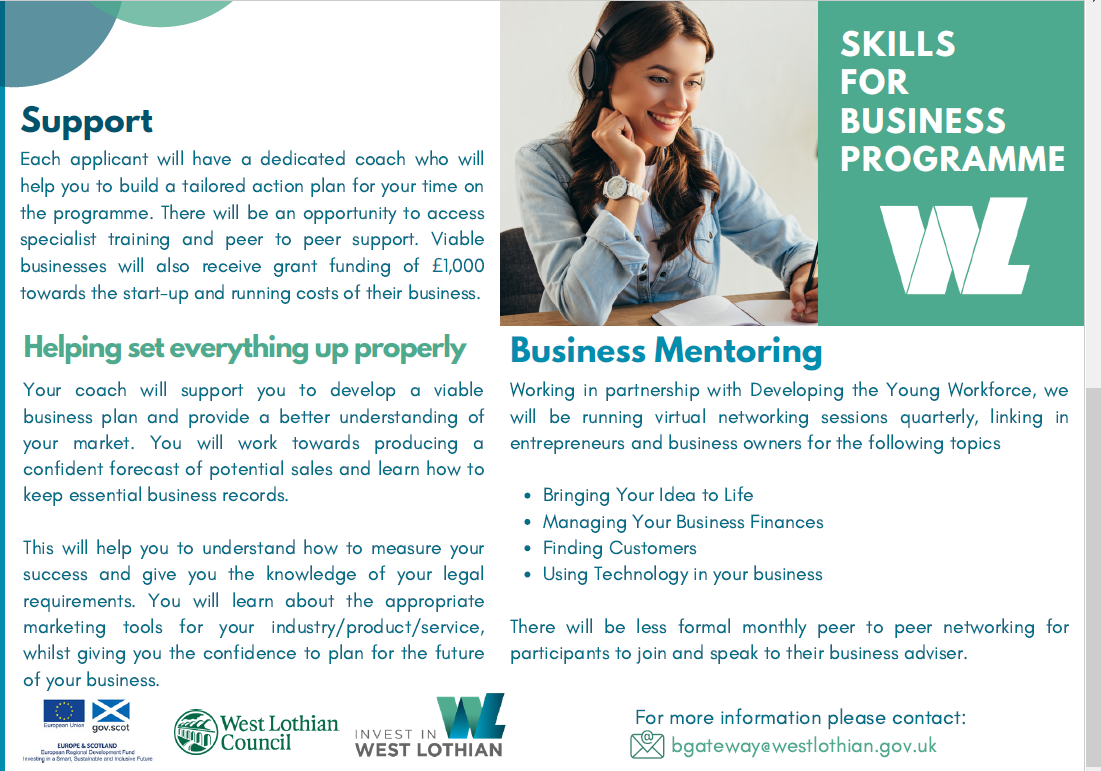 SKILLS
FOR
BUSINESS
PROGRAMME
WL
Support
Each applicant will have a dedicated coach who will
help you to build a tailored action plan for your time on
the programme. There will be an opportunity to access
specialist training and peer to peer support. Viable
businesses will also receive grant funding of £1,000
towards the start-up and running costs of their business.
Helping set everything up properly
Your coach will support you to develop a viable
business plan and provide a better understanding of
your market. You will work towards producing a
confident forecast of potential sales and learn how to
keep essential business records.
This will help you to understand how to measure your
success and give you the knowledge of your legal
requirements. You will learn about the appropriate
marketing tools for your industry/product/service,
whilst giving you the confidence to plan for the future
of your business.
Business Mentoring
Working in partnership with Developing the Young Workforce, we
will be running virtual networking sessions quarterly, linking in
entrepreneurs and business owners for the following topics
• Bringing Your Idea to Life
• Managing Your Business Finances
• Finding Customers
• Using Technology in your business
There will be less formal monthly peer to peer networking for
participants to join and speak to their business adviser.
European Union
gov.scot
EUROPE & SCOTLAND
European Regional Development Fund
Investing in a Smart, Sustainable and Inclusive Future
West Lothian
Council
WL
INVEST IN
WEST LOTHIAN
For more information please contact:
bgateway@westlothian.gov.uk